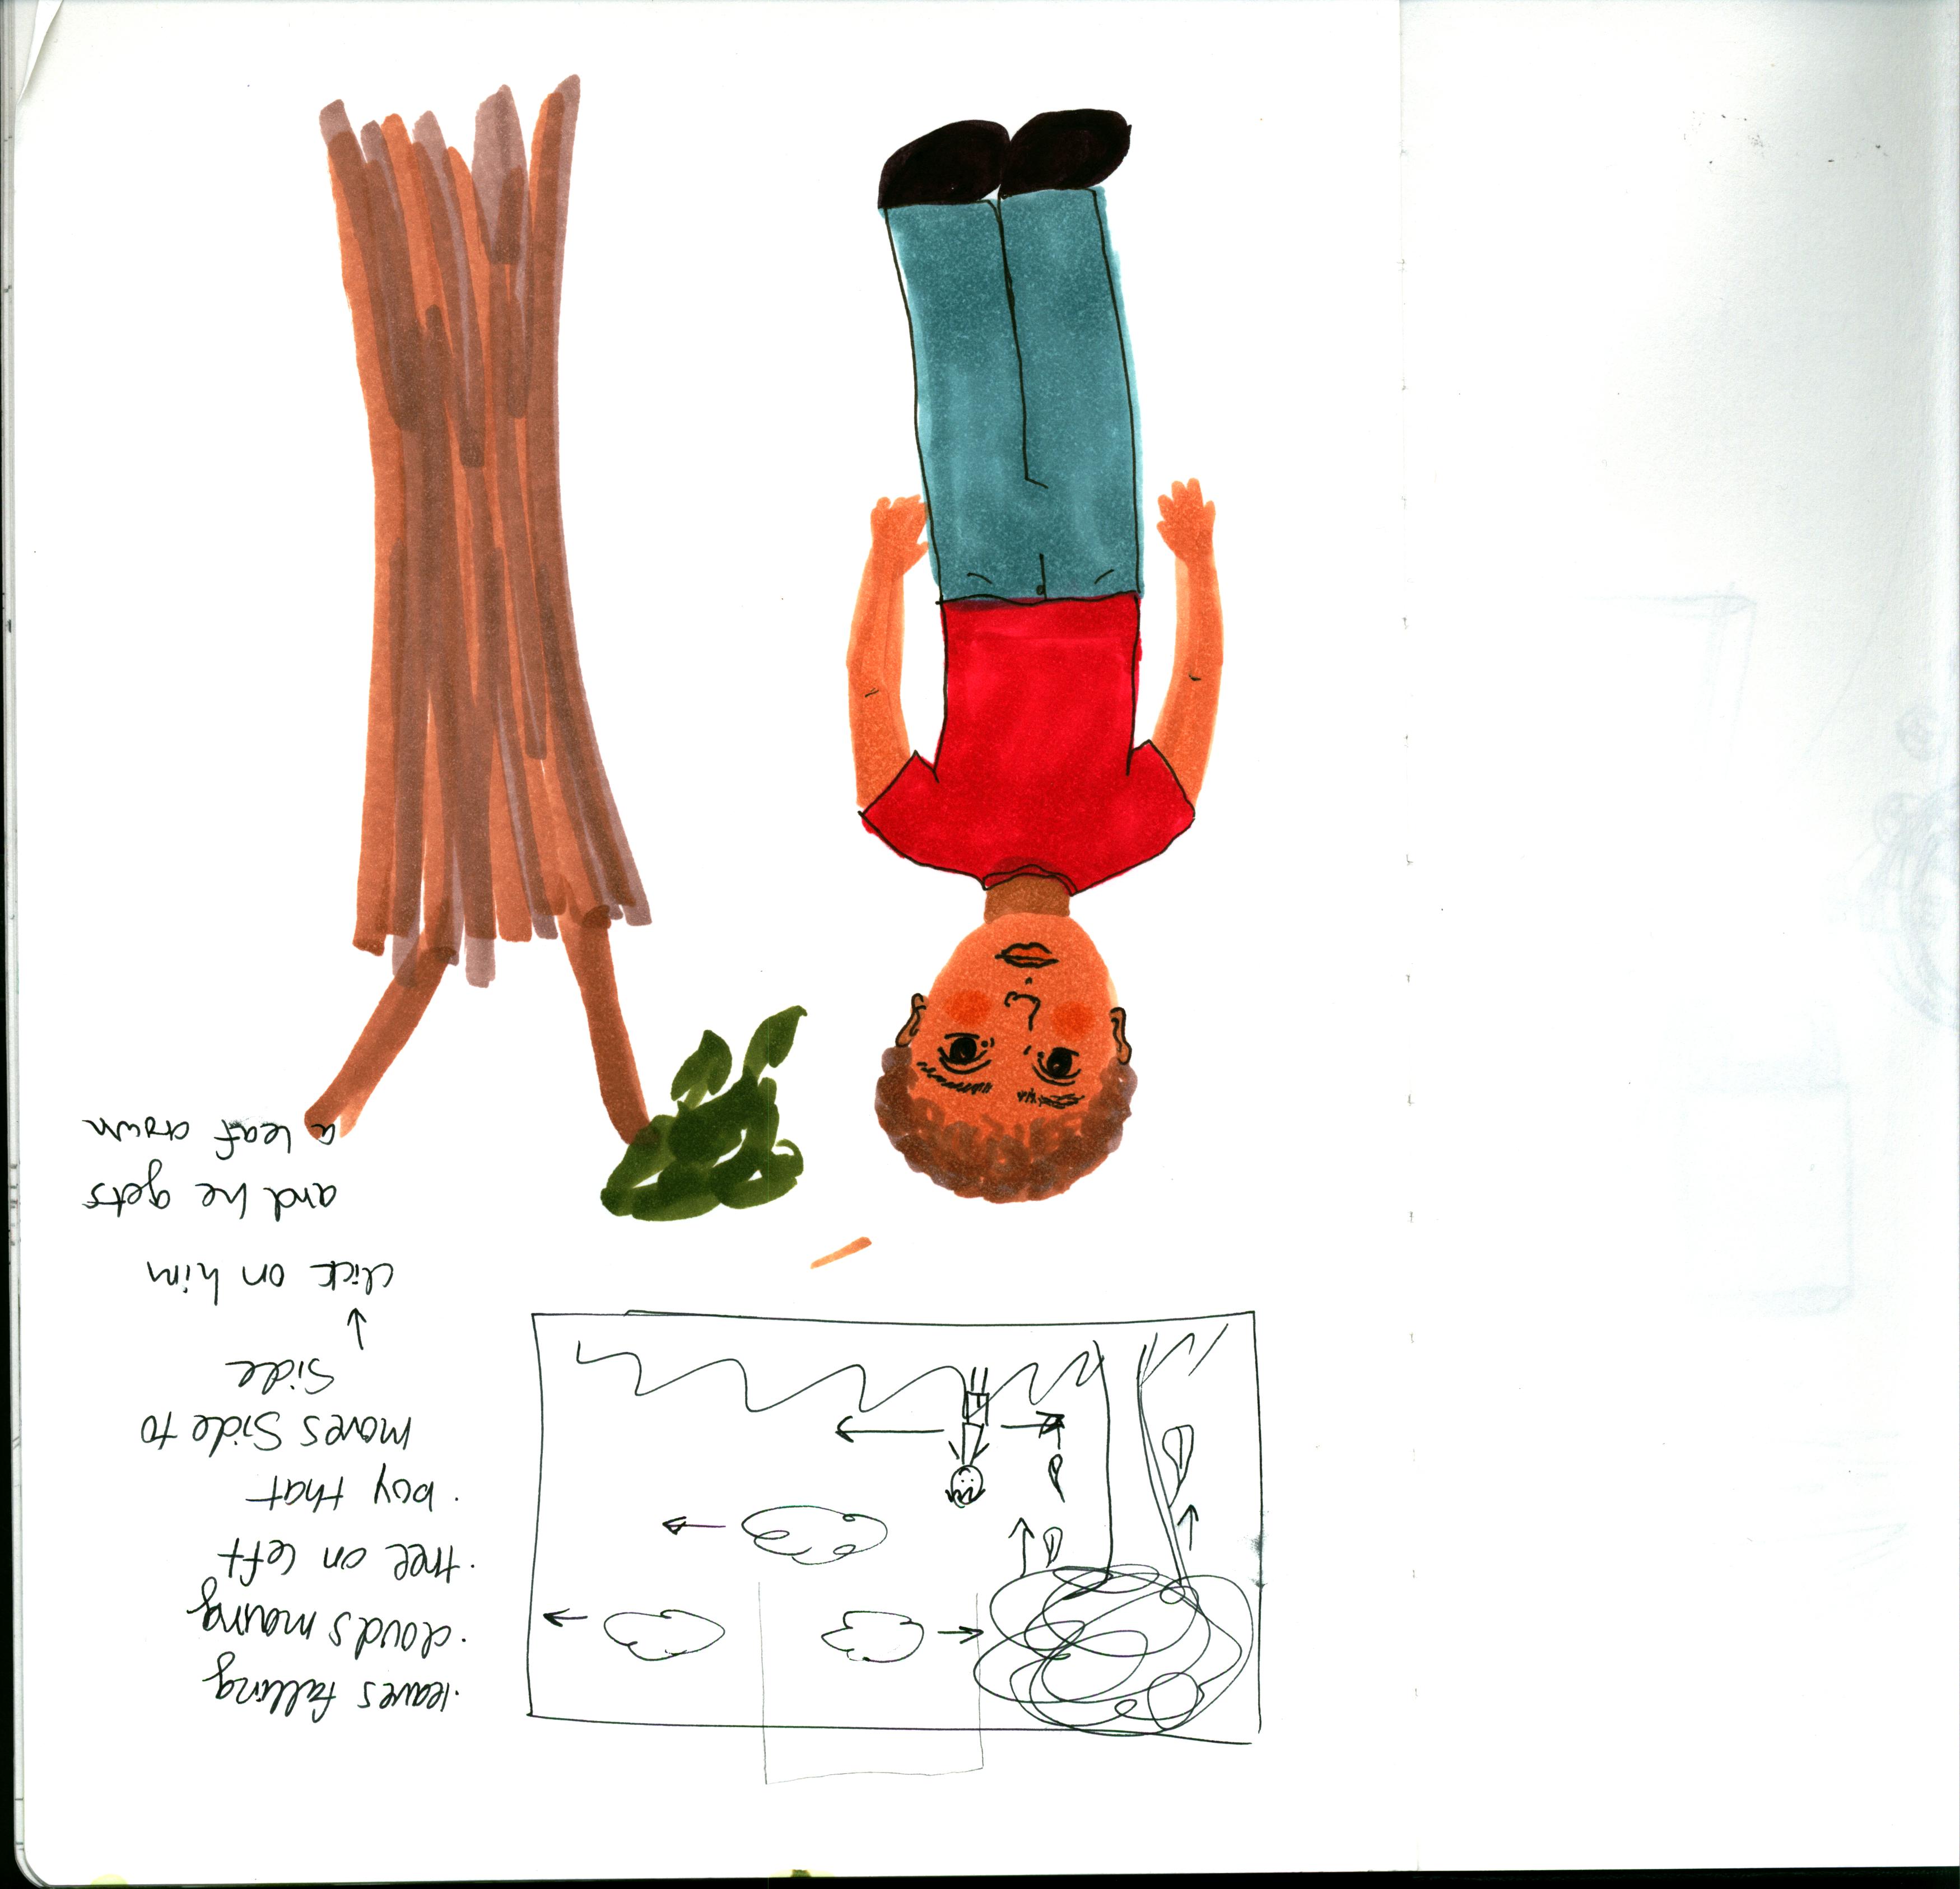 •leaves falling
•clouds moving
•tree on left
•boy that
moves side to
side
click on him
and he gets
a leaf crown